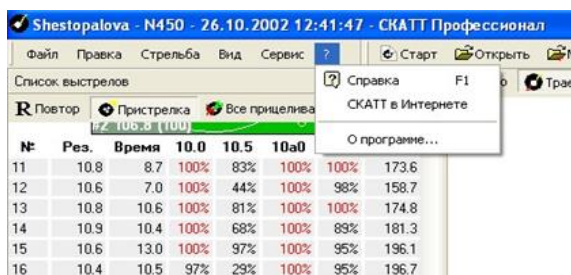 Shestopalova - N450 - 26.10.2002 12:41:47 - СКАТТ Профессионал
Файл Правка Стрельба Вид Сервис ? Старт Открыть
Список выстрелов
R Повтор Пристрелка Все прицелива
Справка F1
СКАТТ в Интернете
О программе...
#2 106.8 (100)
№ Рез. Время 10.0 10.5 10a0
11 10.8 8.7 100% 83% 100% 100% 173.6
12 10.6 7.0 100% 44% 100% 98% 158.7
13 10.8 10.6 100% 81% 100% 100% 174.8
14 10.9 10.4 100% 68% 100% 89% 181.3
15 10.6 13.0 100% 97% 100% 95% 196.1
16 10.4 10.5 97% 29% 100% 95% 196.7